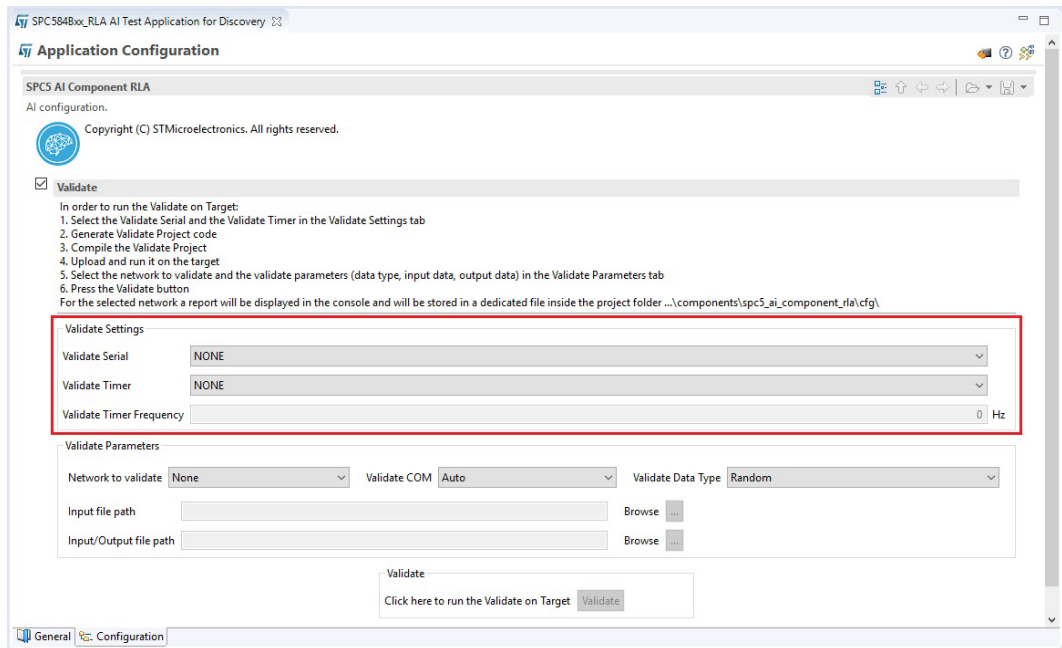 SPC584Bxx_RLA AI Test Application for Discovery
Application Configuration
SPC5 AI Component RLA
AI configuration.
Copyright (C) STMicroelectronics. All rights reserved.
Validate
In order to run the Validate on Target:
1. Select the Validate Serial and the Validate Timer in the Validate Settings tab
2. Generate Validate Project code
3. Compile the Validate Project
4. Upload and run it on the target
5. Select the network to validate and the validate parameters (data type, input data, output data) in the Validate Parameters tab
6. Press the Validate button
For the selected network a report will be displayed in the console and will be stored in a dedicated file inside the project folder ...\components\spc5_ai_component_rla\cfg\
Validate Settings
Validate Serial NONE
Validate Timer NONE
Validate Timer Frequency 0 Hz
Validate Parameters
Network to validate None Validate COM Auto Validate Data Type Random
Input file path Browse ...
Input/Output file path Browse ...
Validate
Click here to run the Validate on Target Validate
General Configuration